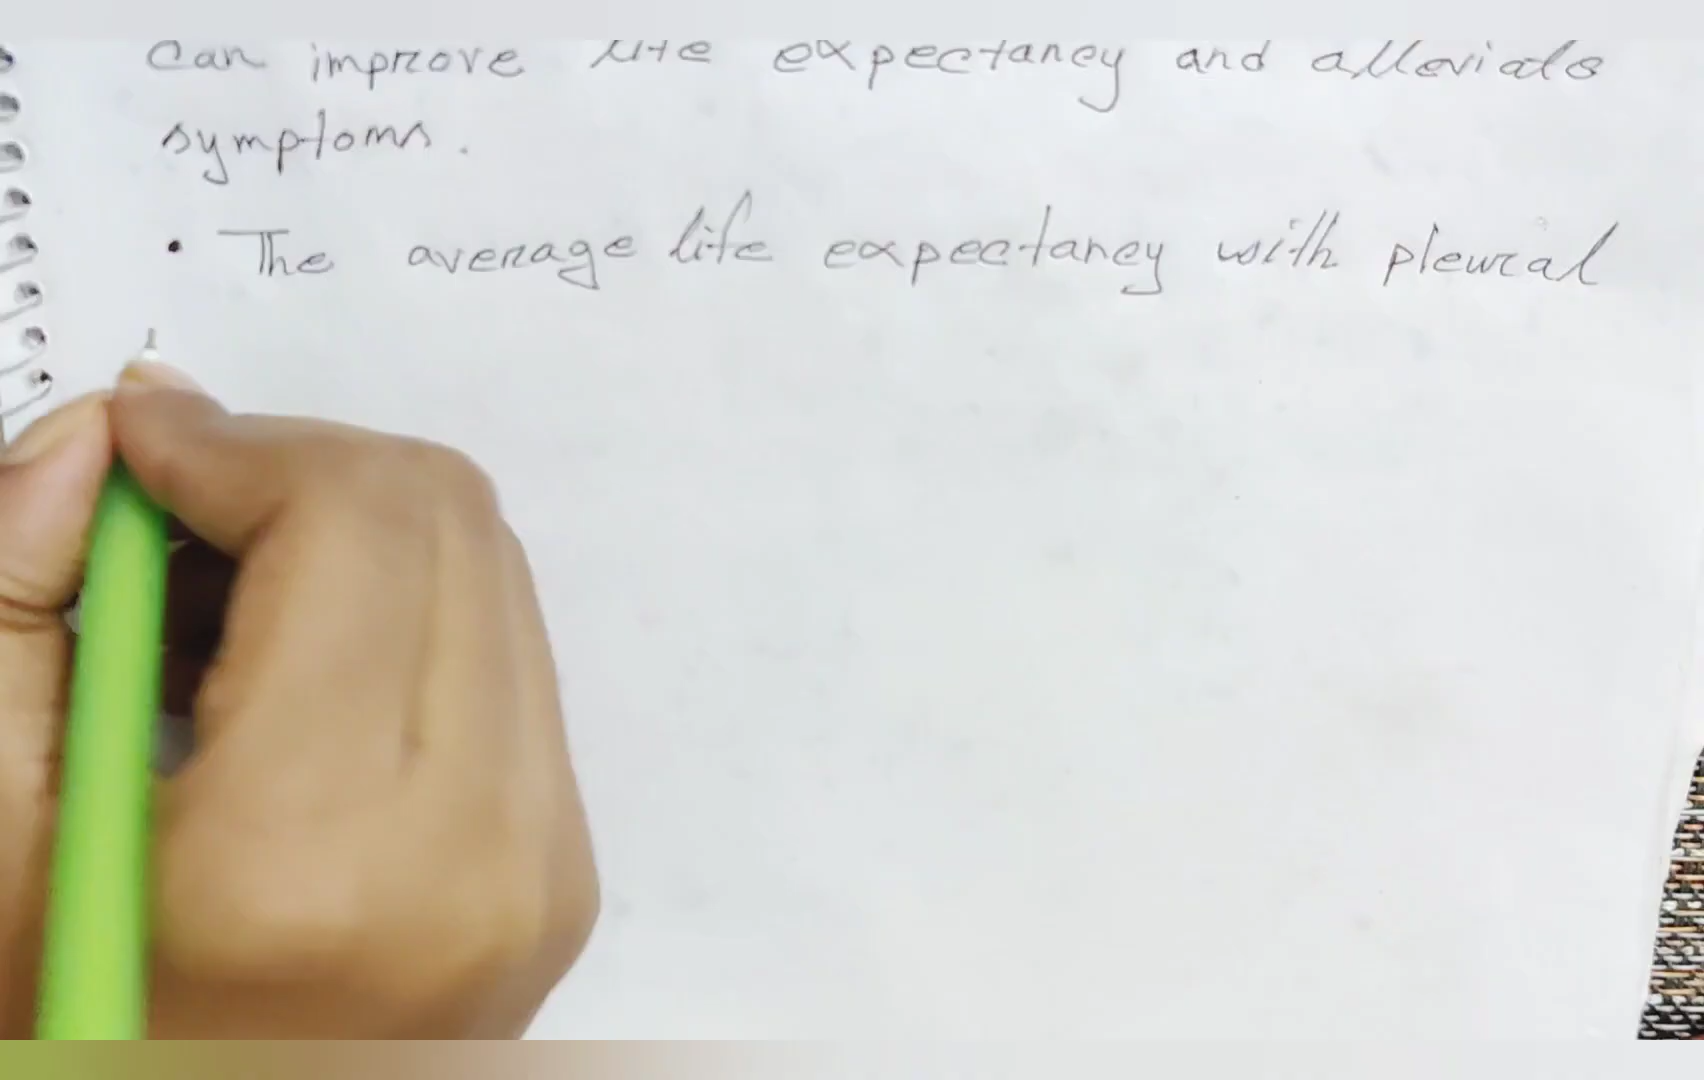 can improve life expectancy and alleviate
symptoms.
• The average life expectancy with pleural